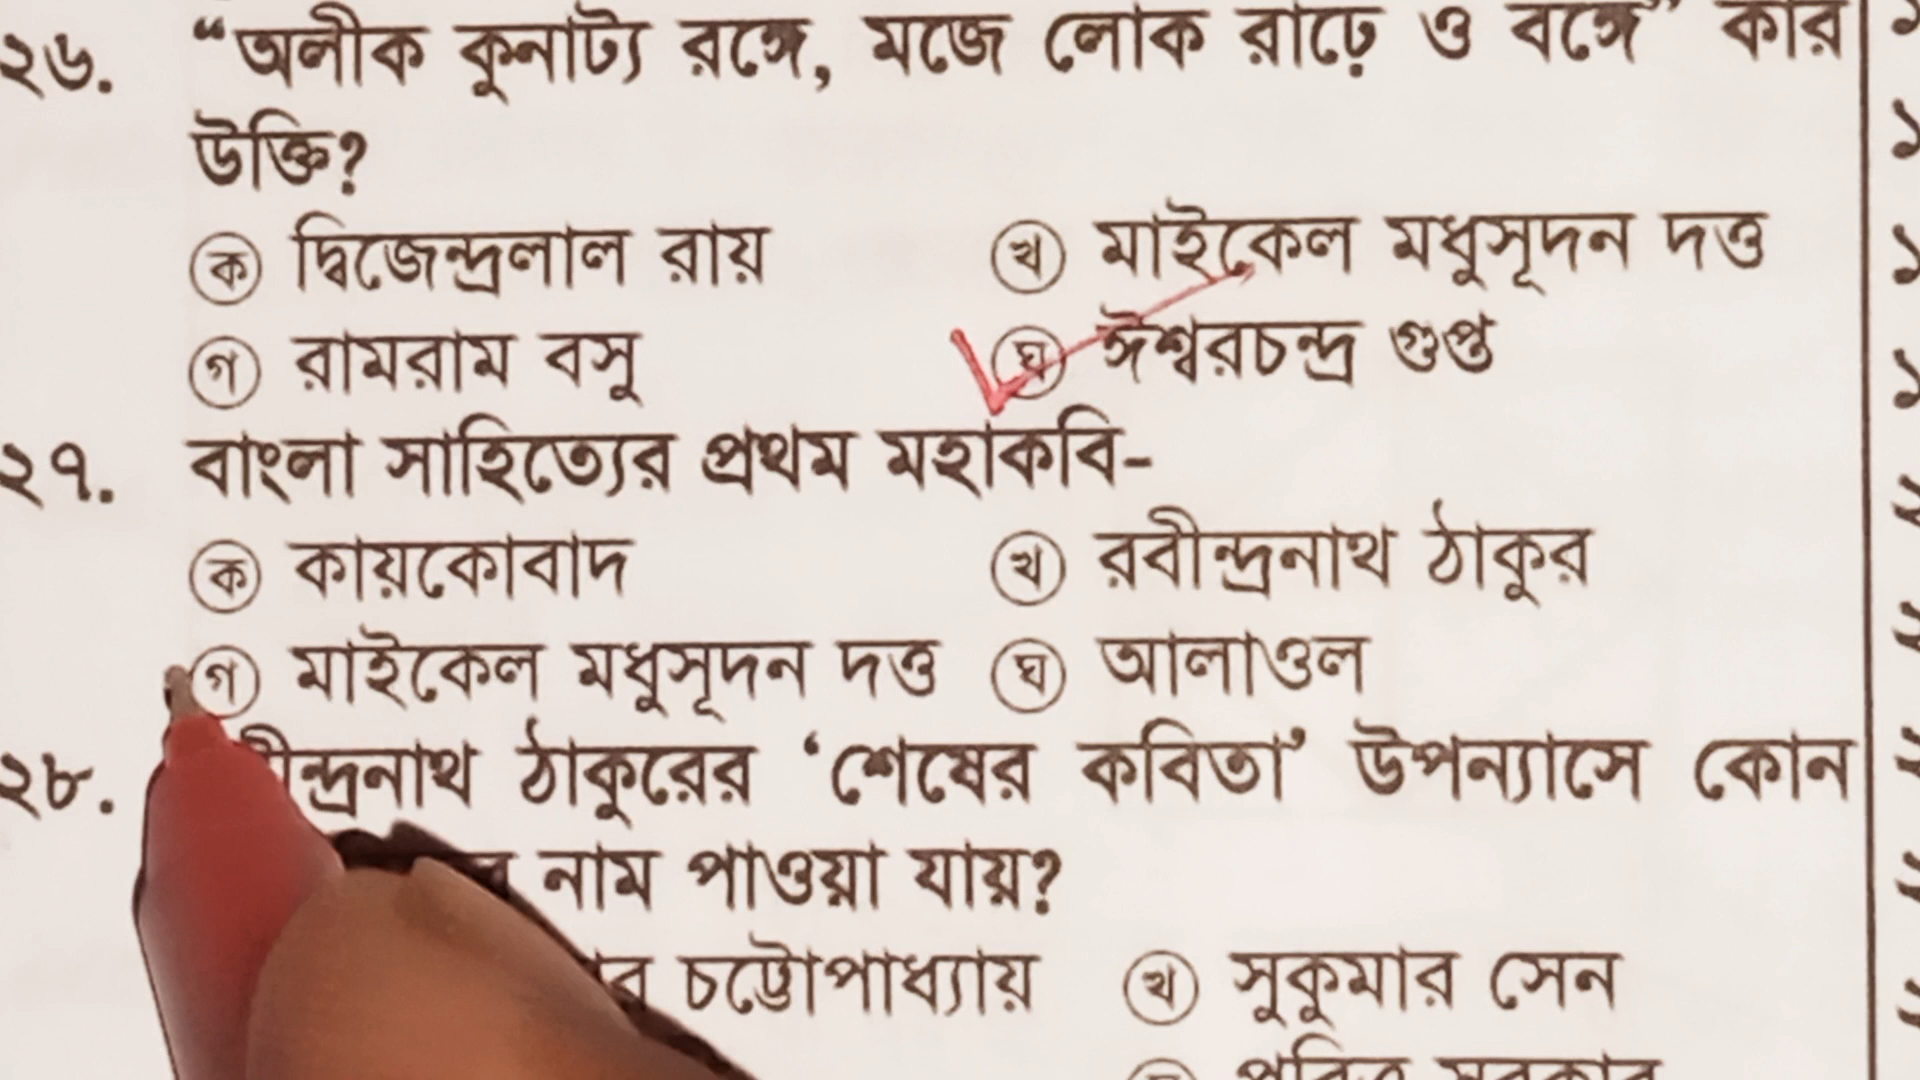 ২৬. “অলীক কুনাট্য রঙ্গে, মজে লোক রাঢ়ে ও বঙ্গে” কার
উক্তি?
ক দ্বিজেন্দ্রলাল রায় খ মাইকেল মধুসূদন দত্ত
গ রামরাম বসু ঘ ঈশ্বরচন্দ্র গুপ্ত
২৭. বাংলা সাহিত্যের প্রথম মহাকবি-
ক কায়কোবাদ খ রবীন্দ্রনাথ ঠাকুর
গ মাইকেল মধুসূদন দত্ত ঘ আলাওল
২৮. ঠাকুরের ‘শেষের কবিতা’ উপন্যাসে কোন
নাম পাওয়া যায়?
চট্টোপাধ্যায় খ সুকুমার সেন